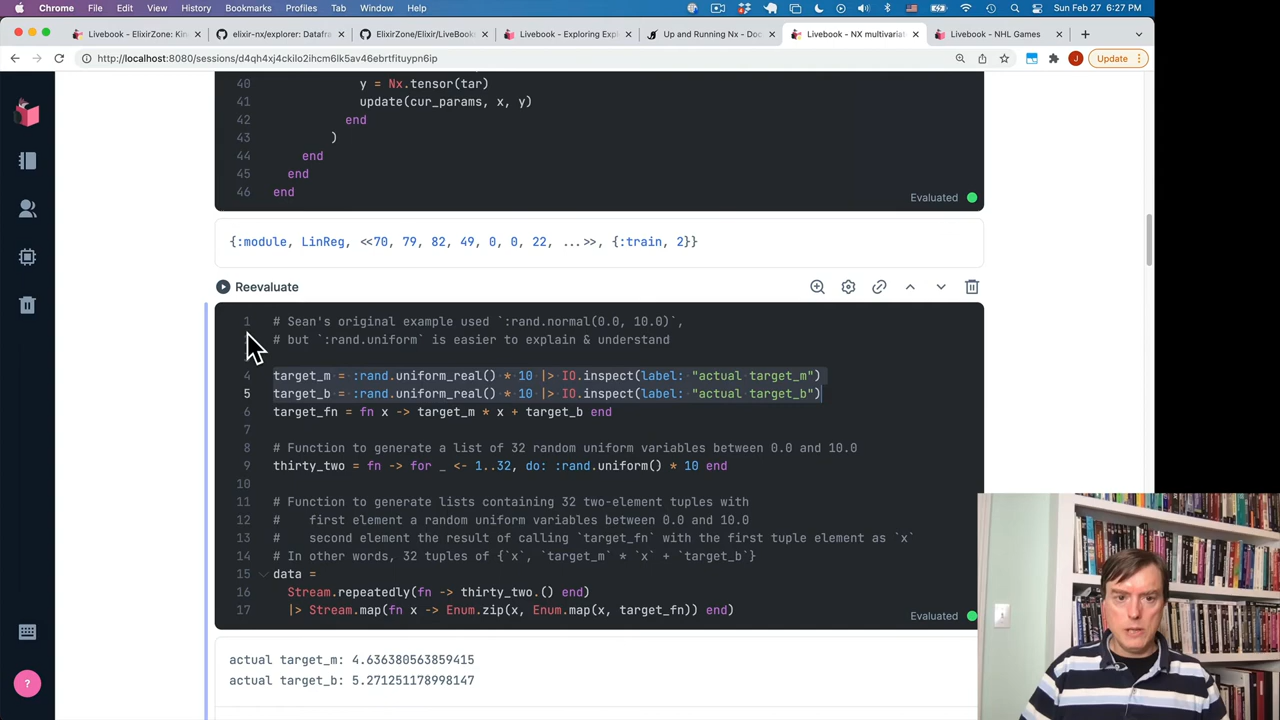 Chrome File Edit View History Bookmarks Profiles Tab Window Help Sun Feb 27 6:27 PM
Livebook - ElixirZone: Kin
elixir-nx/explorer: Datafra
ElixirZone/Elixir/LiveBook
Livebook - Exploring Expl
Up and Running Nx - Doc
Livebook - NX multivaria
Livebook - NHL Games
http://localhost:8080/sessions/d4qh4xj4ckilo2ihcm6lk5av46ebrtfituypn6ip
J
Update
40 y = Nx.tensor(tar)
41 update(cur_params, x, y)
42 end
43 )
44 end
45 end
46 end
Evaluated
{:module, LinReg, <<70, 79, 82, 49, 0, 0, 22, ...>>, {:train, 2}}
Reevaluate
1 # Sean's original example used `:rand.normal(0.0, 10.0)`,
# but `:rand.uniform` is easier to explain & understand
4 target_m = :rand.uniform_real() * 10 |> IO.inspect(label: "actual target_m")
5 target_b = :rand.uniform_real() * 10 |> IO.inspect(label: "actual target_b")
6 target_fn = fn x -> target_m * x + target_b end
7
8 # Function to generate a list of 32 random uniform variables between 0.0 and 10.0
9 thirty_two = fn -> for _ <- 1..32, do: :rand.uniform() * 10 end
10
11 # Function to generate lists containing 32 two-element tuples with
12 # first element a random uniform variables between 0.0 and 10.0
13 # second element the result of calling `target_fn` with the first tuple element as `x`
14 # In other words, 32 tuples of {`x`, `target_m` * `x` + `target_b`}
15 data =
16 Stream.repeatedly(fn -> thirty_two.() end)
17 |> Stream.map(fn x -> Enum.zip(x, Enum.map(x, target_fn)) end)
Evaluated
actual target_m: 4.636380563859415
actual target_b: 5.271251178998147
?